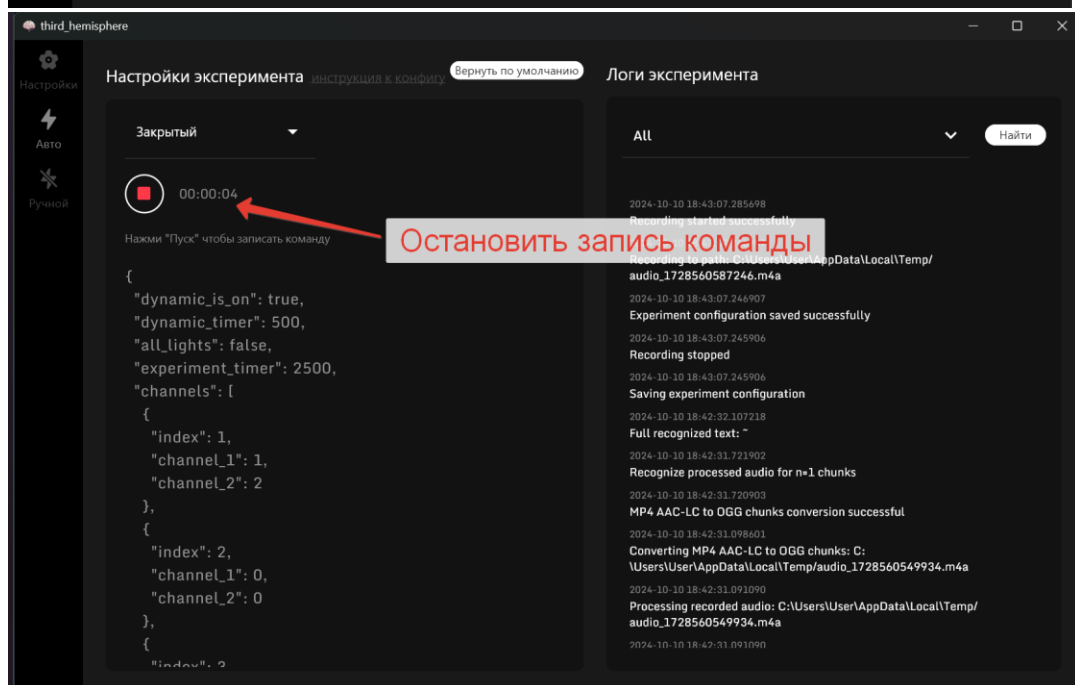 third_hemisphere
Настройки
Авто
Ручной
Настройки эксперимента инструкция к конфигу Вернуть по умолчанию
Закрытый
00:00:04
Нажми "Пуск" чтобы записать команду
{
"dynamic_is_on": true,
"dynamic_timer": 500,
"all_lights": false,
"experiment_timer": 2500,
"channels": [
{
"index": 1,
"channel_1": 1,
"channel_2": 2
},
{
"index": 2,
"channel_1": 0,
"channel_2": 0
},
{
"index": 3
Остановить запись команды
Логи эксперимента
All
Найти
2024-10-10 18:43:07.285698
Recording started successfully
Recording to path: C:\Users\User\AppData\Local\Temp/
audio_1728560587246.m4a
2024-10-10 18:43:07.246907
Experiment configuration saved successfully
2024-10-10 18:43:07.245906
Recording stopped
2024-10-10 18:43:07.245906
Saving experiment configuration
2024-10-10 18:42:32.107218
Full recognized text: ~
2024-10-10 18:42:31.721902
Recognize processed audio for n=1 chunks
2024-10-10 18:42:31.720903
MP4 AAC-LC to OGG chunks conversion successful
2024-10-10 18:42:31.098601
Converting MP4 AAC-LC to OGG chunks: C:
\Users\User\AppData\Local\Temp/audio_1728560549934.m4a
2024-10-10 18:42:31.091090
Processing recorded audio: C:\Users\User\AppData\Local\Temp/
audio_1728560549934.m4a
2024-10-10 18:42:31.091090